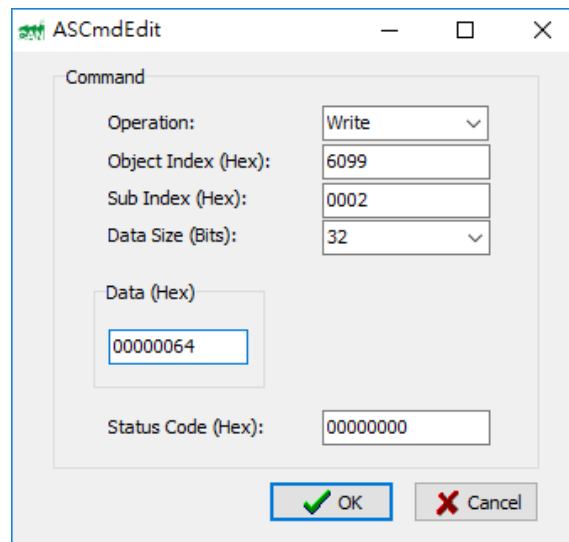 ASCmdEdit
Command
Operation: Write
Object Index (Hex): 6099
Sub Index (Hex): 0002
Data Size (Bits): 32
Data (Hex)
00000064
Status Code (Hex): 00000000
OK Cancel